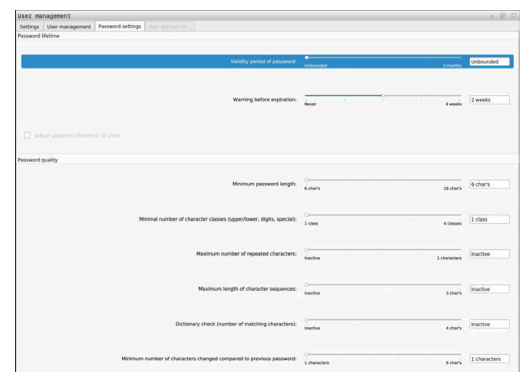 User management
Settings User management Password settings
Password lifetime
Validity period of password: Unbounded 3 months Unbounded
Warning before expiration: Never 4 weeks 2 weeks
Adjust password lifetime of all users
Password quality
Minimum password length: 6 char's 16 char's 6 char's
Minimal number of character classes (upper/lower, digits, special): 1 class 4 classes 1 class
Maximum number of repeated characters: Inactive 1 characters Inactive
Maximum length of character sequences: Inactive 3 char's Inactive
Dictionary check (number of matching characters): Inactive 4 char's Inactive
Minimum number of characters changed compared to previous password: 1 characters 6 char's 1 characters